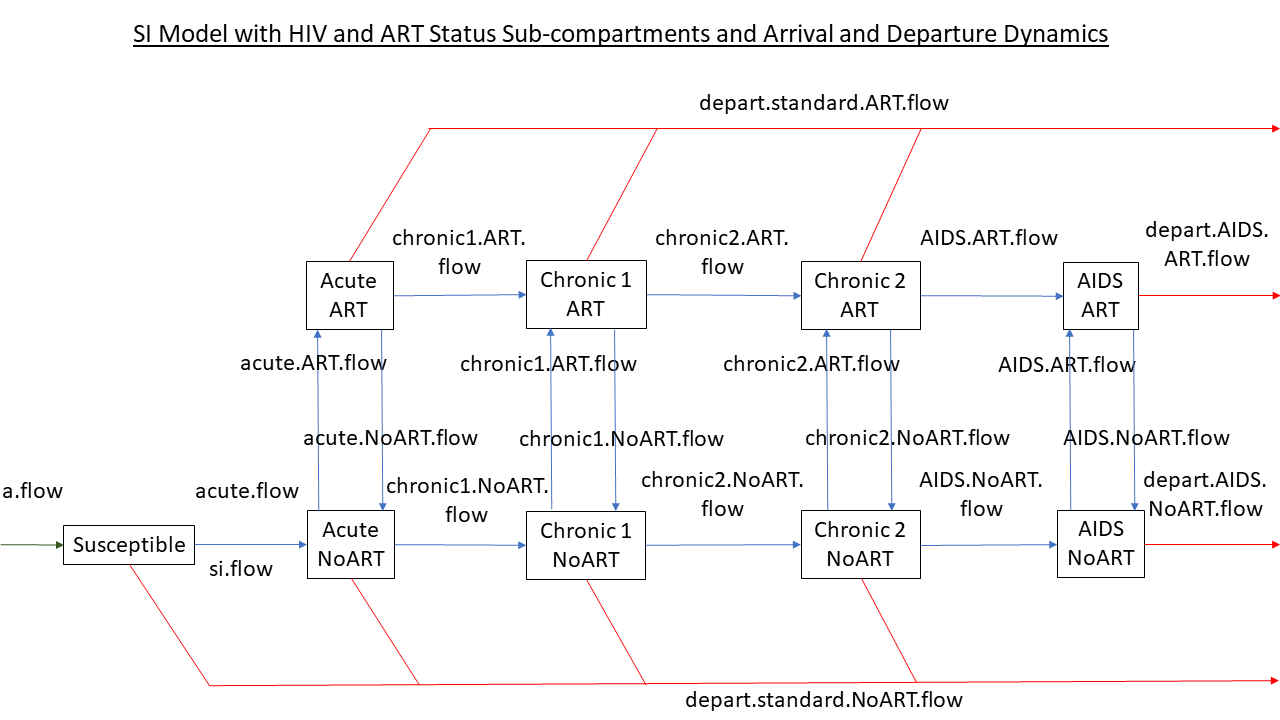 SI Model with HIV and ART Status Sub-compartments and Arrival and Departure Dynamics
depart.standard.ART.flow
chronic1.ART.
flow
chronic2.ART.
flow
AIDS.ART.flow
depart.AIDS.
ART.flow
Acute
ART
Chronic 1
ART
Chronic 2
ART
AIDS
ART
acute.ART.flow
chronic1.ART.flow
chronic2.ART.flow
AIDS.ART.flow
acute.NoART.flow
chronic1.NoART.flow
chronic2.NoART.flow
AIDS.NoART.flow
a.flow
acute.flow
chronic1.NoART.
flow
chronic2.NoART.
flow
AIDS.NoART.
flow
depart.AIDS.
NoART.flow
Susceptible
si.flow
Acute
NoART
Chronic 1
NoART
Chronic 2
NoART
AIDS
NoART
depart.standard.NoART.flow